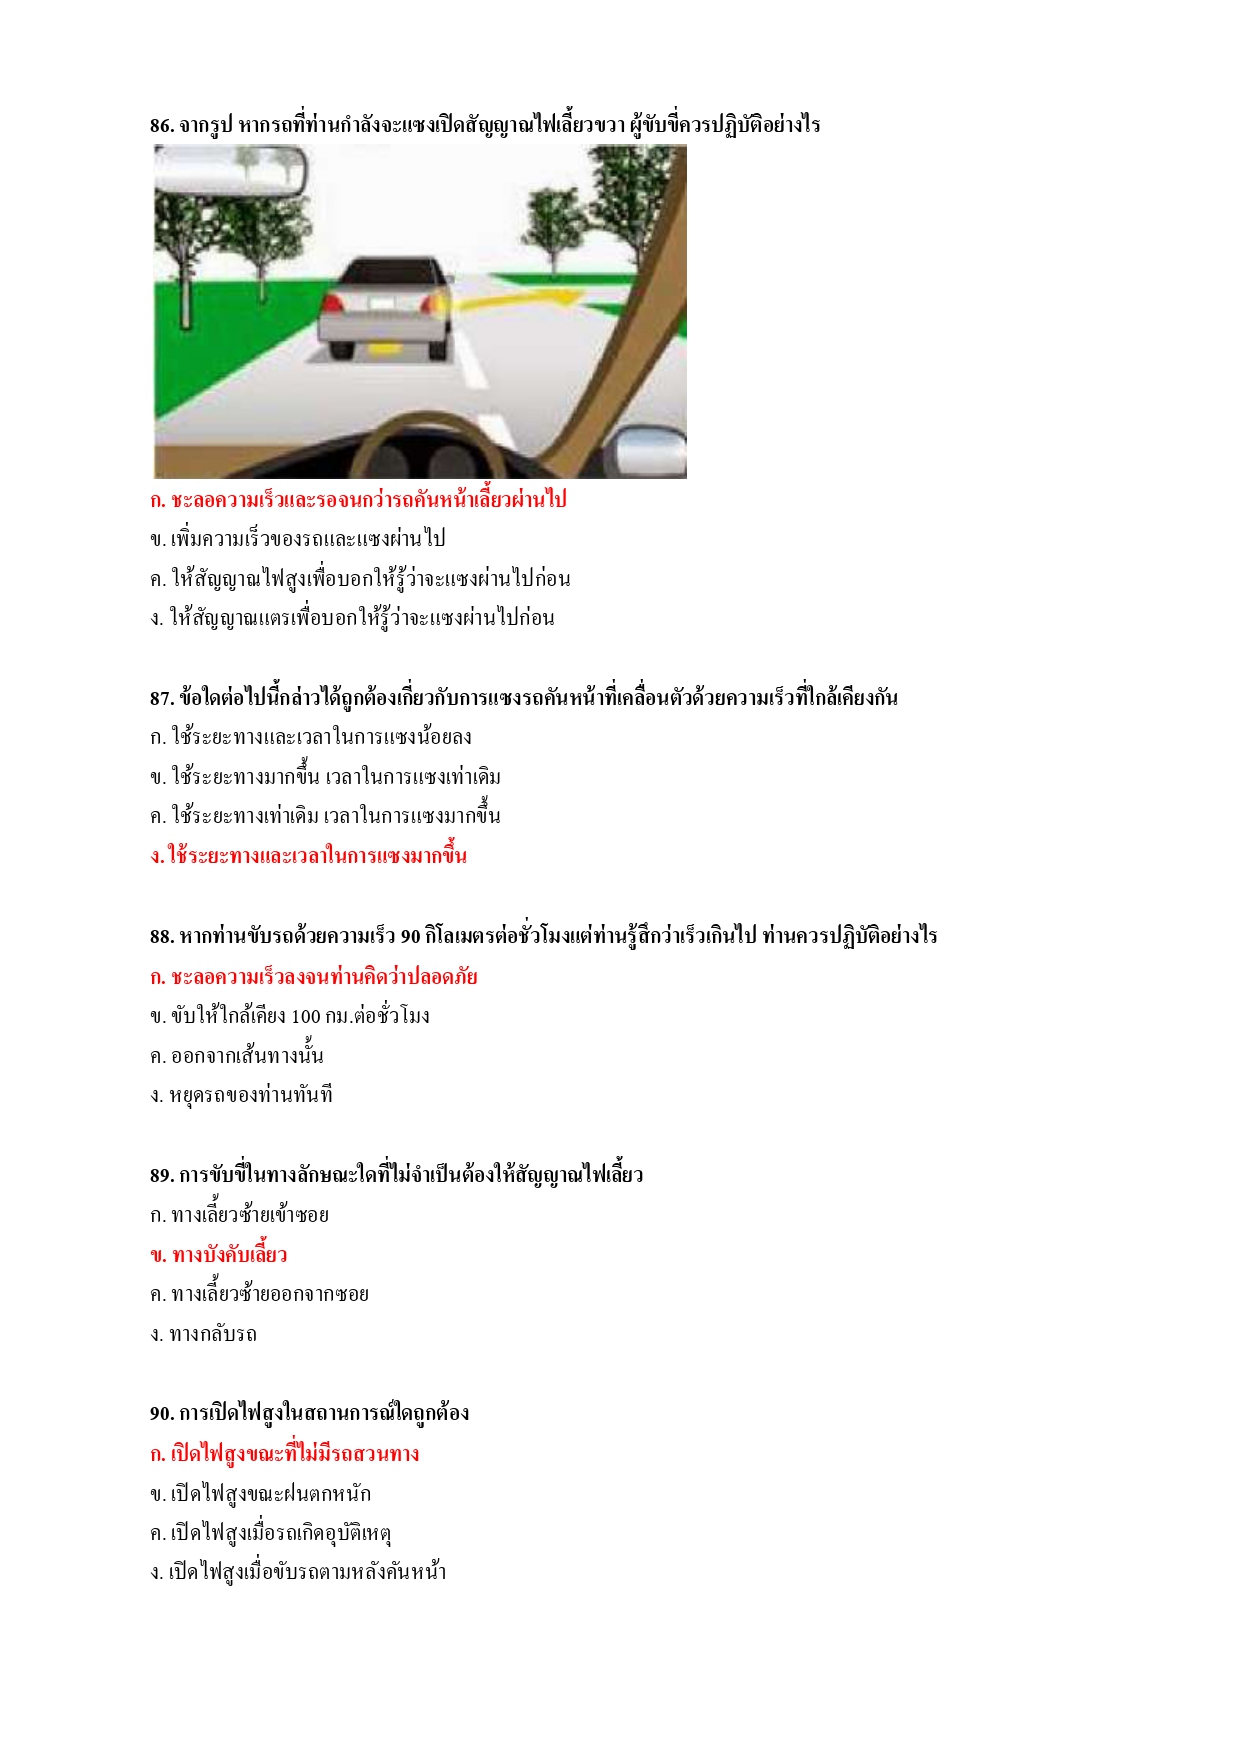 86. จากรูป หากรถที่ท่านกำลังจะแซงเปิดสัญญาณไฟเลี้ยวขวา ผู้ขับขี่ควรปฏิบัติอย่างไร
ก. ชะลอความเร็วและรอจนกว่ารถคันหน้าเลี้ยวผ่านไป
ข. เพิ่มความเร็วของรถและแซงผ่านไป
ค. ให้สัญญาณไฟสูงเพื่อบอกให้รู้ว่าจะแซงผ่านไปก่อน
ง. ให้สัญญาณแตรเพื่อบอกให้รู้ว่าจะแซงผ่านไปก่อน
87. ข้อใดต่อไปนี้กล่าวได้ถูกต้องเกี่ยวกับการแซงรถคันหน้าที่เคลื่อนตัวด้วยความเร็วที่ใกล้เคียงกัน
ก. ใช้ระยะทางและเวลาในการแซงน้อยลง
ข. ใช้ระยะทางมากขึ้น เวลาในการแซงเท่าเดิม
ค. ใช้ระยะทางเท่าเดิม เวลาในการแซงมากขึ้น
ง. ใช้ระยะทางและเวลาในการแซงมากขึ้น
88. หากท่านขับรถด้วยความเร็ว 90 กิโลเมตรต่อชั่วโมงแต่ท่านรู้สึกว่าเร็วเกินไป ท่านควรปฏิบัติอย่างไร
ก. ชะลอความเร็วลงจนท่านคิดว่าปลอดภัย
ข. ขับให้ใกล้เคียง 100 กม.ต่อชั่วโมง
ค. ออกจากเส้นทางนั้น
ง. หยุดรถของท่านทันที
89. การขับขี่ในทางลักษณะใดที่ไม่จำเป็นต้องให้สัญญาณไฟเลี้ยว
ก. ทางเลี้ยวซ้ายเข้าซอย
ข. ทางบังคับเลี้ยว
ค. ทางเลี้ยวซ้ายออกจากซอย
ง. ทางกลับรถ
90. การเปิดไฟสูงในสถานการณ์ใดถูกต้อง
ก. เปิดไฟสูงขณะที่ไม่มีรถสวนทาง
ข. เปิดไฟสูงขณะฝนตกหนัก
ค. เปิดไฟสูงเมื่อรถเกิดอุบัติเหตุ
ง. เปิดไฟสูงเมื่อขับรถตามหลังคันหน้า